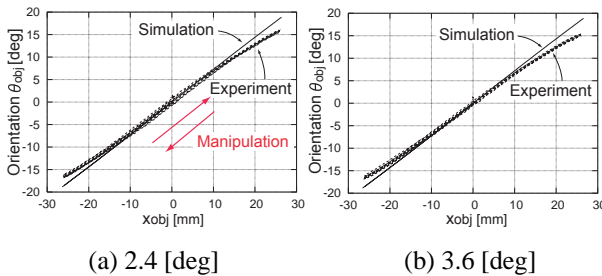 20
15
10
5
0
-5
-10
-15
-20
Orientation θobj [deg]
Simulation
Experiment
Manipulation
-30 -20 -10 0 10 20 30
xobj [mm]
(a) 2.4 [deg]
20
15
10
5
0
-5
-10
-15
-20
Orientation θobj [deg]
Simulation
Experiment
-30 -20 -10 0 10 20 30
xobj [mm]
(b) 3.6 [deg]